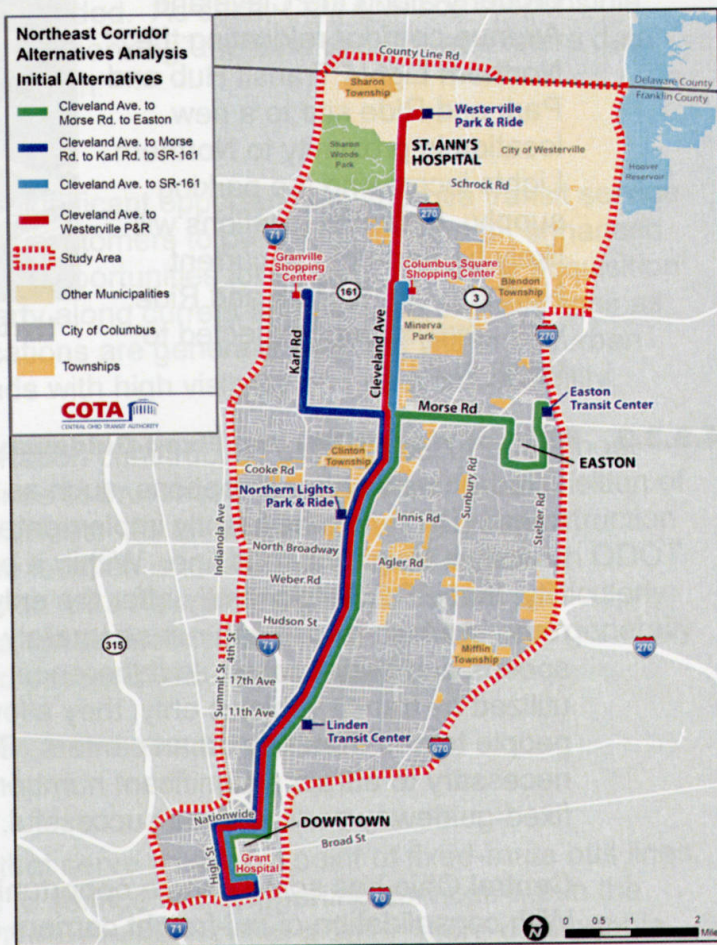 Northeast Corridor
Alternatives Analysis
Initial Alternatives
Cleveland Ave. to
Morse Rd. to Easton
Cleveland Ave. to Morse
Rd. to Karl Rd. to SR-161
Cleveland Ave. to SR-161
Cleveland Ave. to
Westerville P&R
Study Area
Other Municipalities
City of Columbus
Townships
COTA
CENTRAL OHIO TRANSIT AUTHORITY
County Line Rd
Delaware County
Franklin County
Sharon
Township
Westerville
Park & Ride
ST. ANN'S
HOSPITAL
City of Westerville
Sharon
Woods
Park
Hoover
Reservoir
Schrock Rd
270
71
Granville
Shopping
Center
161
Columbus Square
Shopping Center
3
Blendon
Township
Minerva
Park
270
Karl Rd
Cleveland Ave
Morse Rd
Easton
Transit Center
EASTON
Clinton
Township
Cooke Rd
Northern Lights
Park & Ride
Sunbury Rd
Stelzer Rd
Innis Rd
Indianola Ave
North Broadway
Agler Rd
Weber Rd
Hudson St
315
71
Summit St
4th St
17th Ave
11th Ave
Mifflin
Township
270
Linden
Transit Center
670
Nationwide
DOWNTOWN
Broad St
High St
Grant
Hospital
71
70
N
0 0.5 1 2
Mile